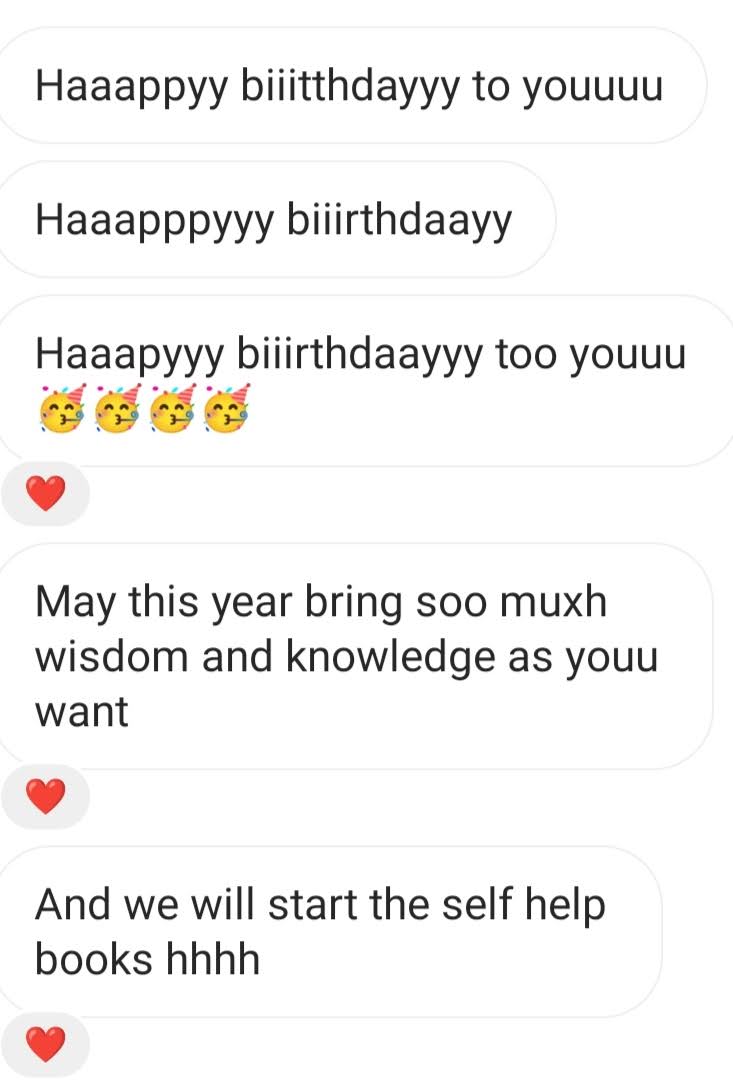 Haaappyy biiitthdayyy to youuuu
Haaapppyyy biiirthdaayy
Haaapyyy biiirthdaayyy too youuu
🥳🥳🥳🥳
❤️
May this year bring soo muxh
wisdom and knowledge as youu
want
❤️
And we will start the self help
books hhhh
❤️